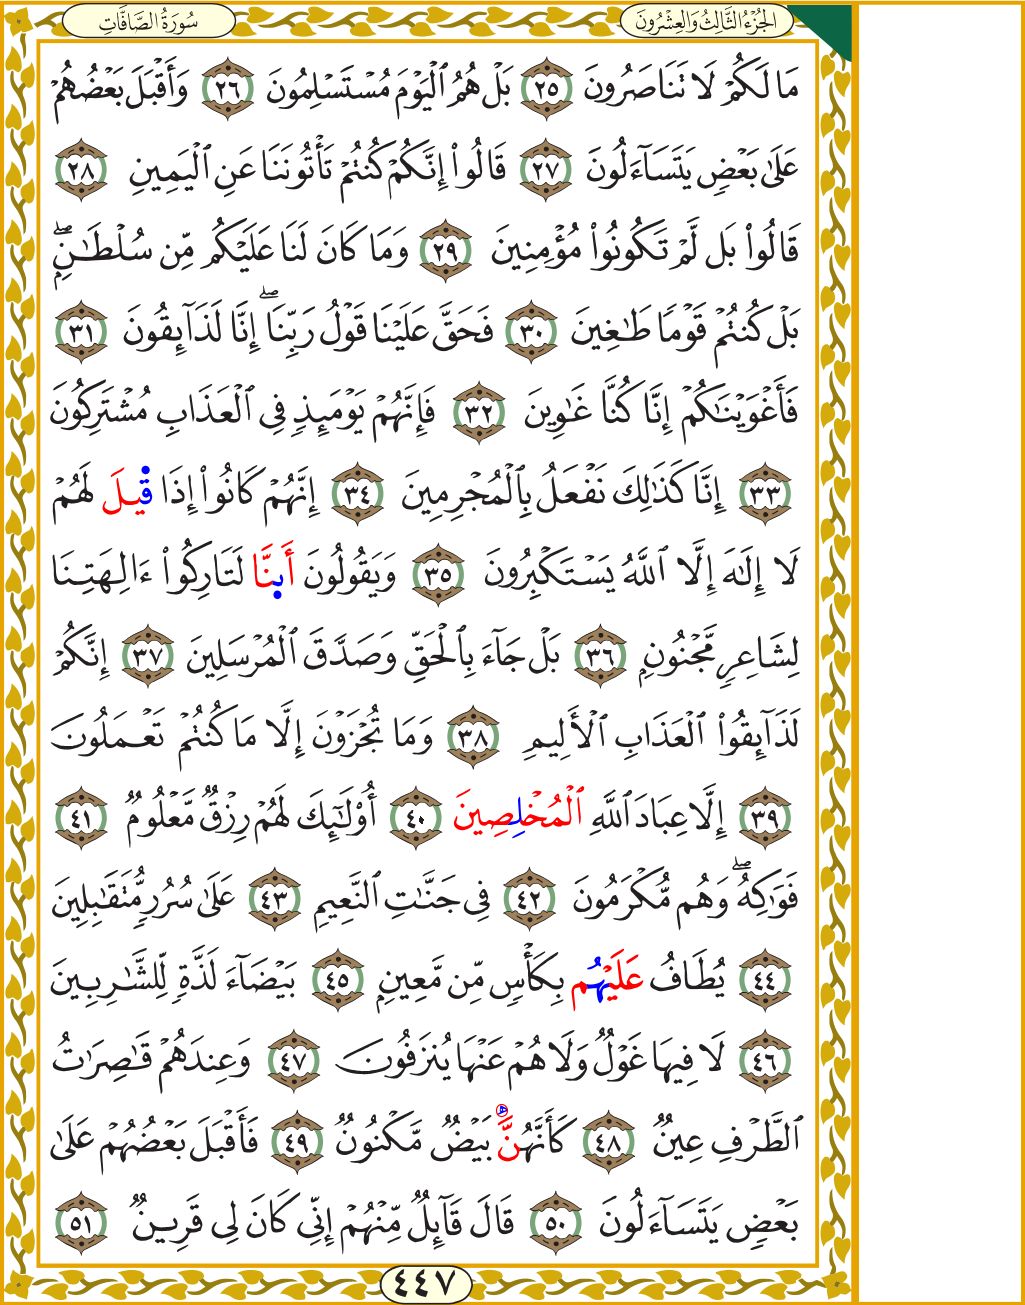 الجُزْءُ الثَّالِثُ وَالعِشْرُونَ
سُورَةُ الصَّافَّاتِ
مَا لَكُمْ لَا تَنَاصَرُونَ ٢٥ بَلْ هُمُ ٱلْيَوْمَ مُسْتَسْلِمُونَ ٢٦ وَأَقْبَلَ بَعْضُهُمْ
عَلَىٰ بَعْضٍ يَتَسَآءَلُونَ ٢٧ قَالُوا۟ إِنَّكُمْ كُنتُمْ تَأْتُونَنَا عَنِ ٱلْيَمِينِ ٢٨
قَالُوا۟ بَل لَّمْ تَكُونُوا۟ مُؤْمِنِينَ ٢٩ وَمَا كَانَ لَنَا عَلَيْكُم مِّن سُلْطَـٰنٍۭۖ
بَلْ كُنتُمْ قَوْمًا طَـٰغِينَ ٣٠ فَحَقَّ عَلَيْنَا قَوْلُ رَبِّنَآۖ إِنَّا لَذَآئِقُونَ ٣١
فَأَغْوَيْنَـٰكُمْ إِنَّا كُنَّا غَـٰوِينَ ٣٢ فَإِنَّهُمْ يَوْمَئِذٍ فِى ٱلْعَذَابِ مُشْتَرِكُونَ
٣٣ إِنَّا كَذَٰلِكَ نَفْعَلُ بِٱلْمُجْرِمِينَ ٣٤ إِنَّهُمْ كَانُوٓا۟ إِذَا قِيلَ لَهُمْ
لَآ إِلَـٰهَ إِلَّا ٱللَّهُ يَسْتَكْبِرُونَ ٣٥ وَيَقُولُونَ أَىِٕنَّا لَتَارِكُوٓا۟ ءَالِهَتِنَا
لِشَاعِرٍ مَّجْنُونٍۭ ٣٦ بَلْ جَآءَ بِٱلْحَقِّ وَصَدَّقَ ٱلْمُرْسَلِينَ ٣٧ إِنَّكُمْ
لَذَآئِقُوا۟ ٱلْعَذَابِ ٱلْأَلِيمِ ٣٨ وَمَا تُجْزَوْنَ إِلَّا مَا كُنتُمْ تَعْمَلُونَ
٣٩ إِلَّا عِبَادَ ٱللَّهِ ٱلْمُخْلِصِينَ ٤٠ أُو۟لَـٰٓئِكَ لَهُمْ رِزْقٌ مَّعْلُومٌ ٤١
فَوَٰكِهُۖ وَهُم مُّكْرَمُونَ ٤٢ فِى جَنَّـٰتِ ٱلنَّعِيمِ ٤٣ عَلَىٰ سُرُرٍ مُّتَقَـٰبِلِينَ
٤٤ يُطَافُ عَلَيْهُم بِكَأْسٍ مِّن مَّعِينٍۭ ٤٥ بَيْضَآءَ لَذَّةٍ لِّلشَّـٰرِبِينَ
٤٦ لَا فِيهَا غَوْلٌ وَلَا هُمْ عَنْهَا يُنزَفُونَ ٤٧ وَعِندَهُمْ قَـٰصِرَٰتُ
ٱلطَّرْفِ عِينٌ ٤٨ كَأَنَّهُنَّ بَيْضٌ مَّكْنُونٌ ٤٩ فَأَقْبَلَ بَعْضُهُمْ عَلَىٰ
بَعْضٍ يَتَسَآءَلُونَ ٥٠ قَالَ قَآئِلٌ مِّنْهُمْ إِنِّى كَانَ لِى قَرِينٌ ٥١
٤٤٧